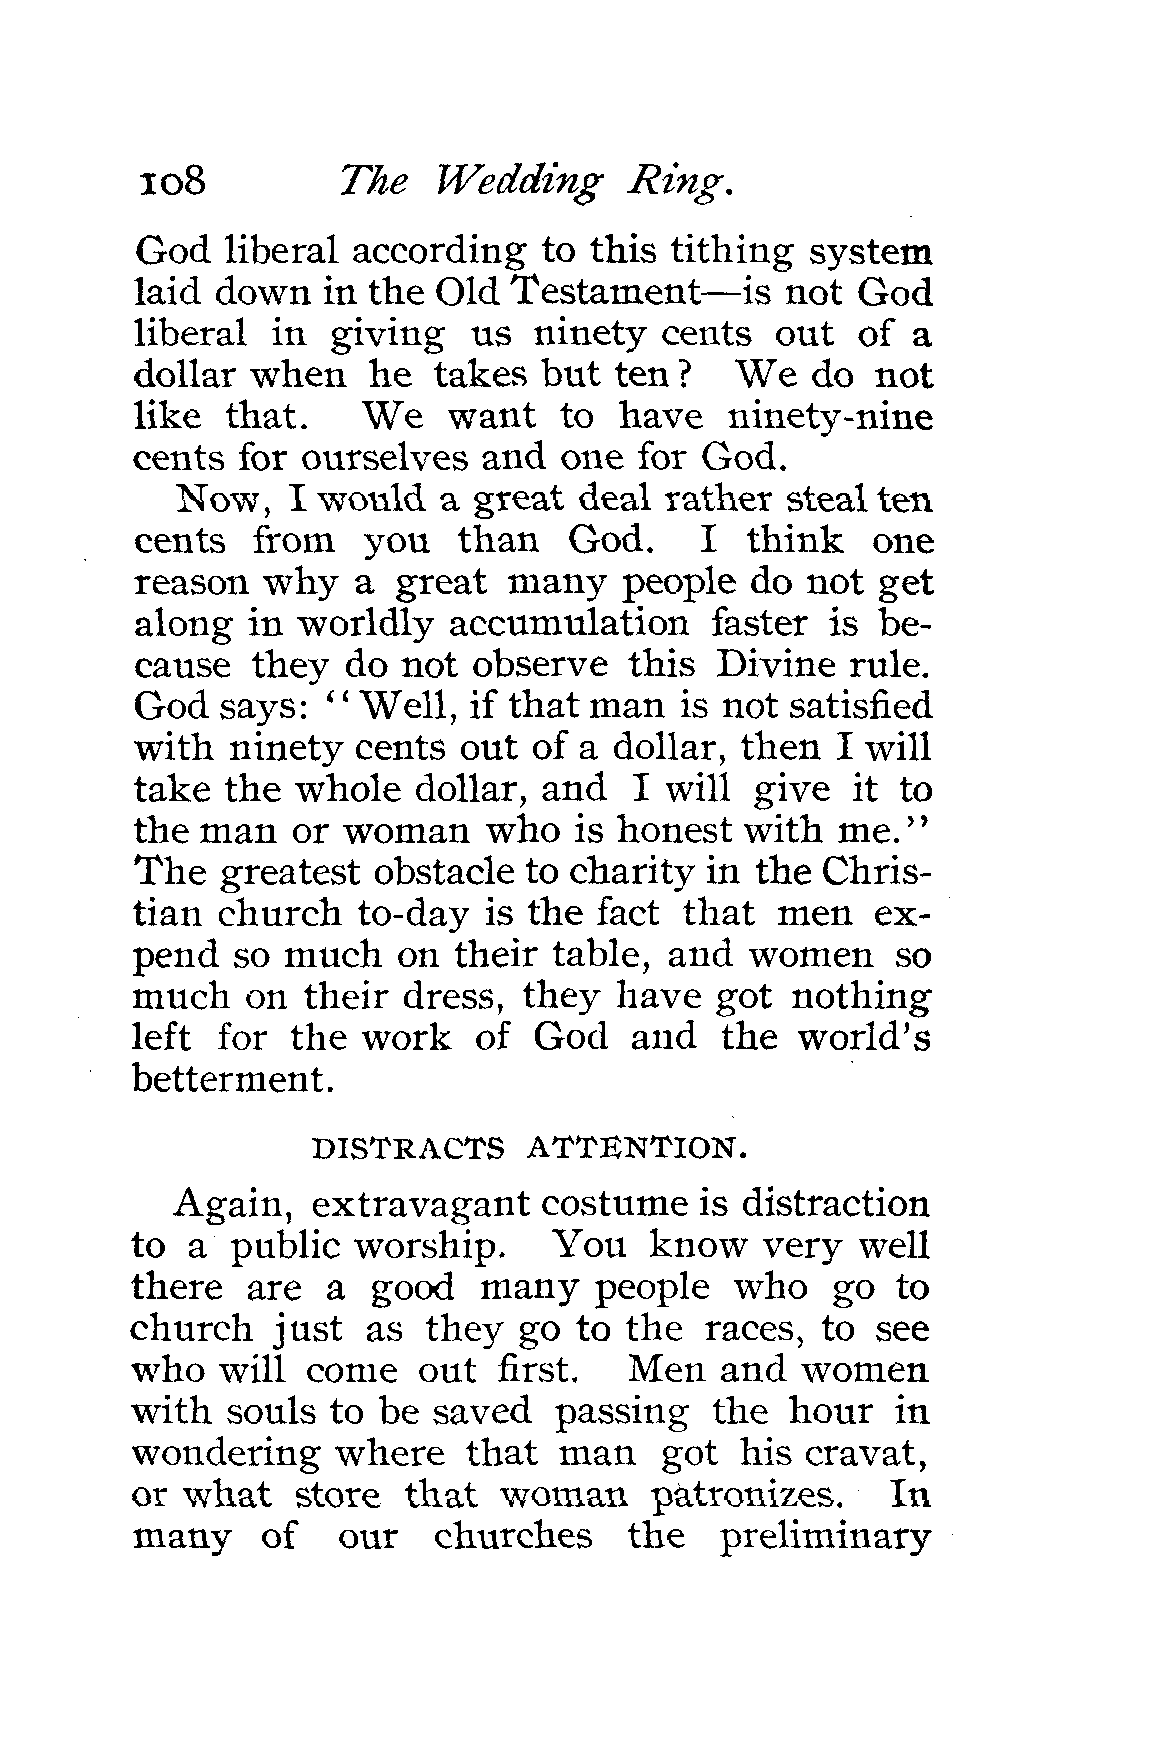 108 The Wedding Ring.
God liberal according to this tithing system
laid down in the Old Testament—is not God
liberal in giving us ninety cents out of a
dollar when he takes but ten? We do not
like that. We want to have ninety-nine
cents for ourselves and one for God.
Now, I would a great deal rather steal ten
cents from you than God. I think one
reason why a great many people do not get
along in worldly accumulation faster is be-
cause they do not observe this Divine rule.
God says: "Well, if that man is not satisfied
with ninety cents out of a dollar, then I will
take the whole dollar, and I will give it to
the man or woman who is honest with me."
The greatest obstacle to charity in the Chris-
tian church to-day is the fact that men ex-
pend so much on their table, and women so
much on their dress, they have got nothing
left for the work of God and the world's
betterment.
DISTRACTS ATTENTION.
Again, extravagant costume is distraction
to a public worship. You know very well
there are a good many people who go to
church just as they go to the races, to see
who will come out first. Men and women
with souls to be saved passing the hour in
wondering where that man got his cravat,
or what store that woman patronizes. In
many of our churches the preliminary